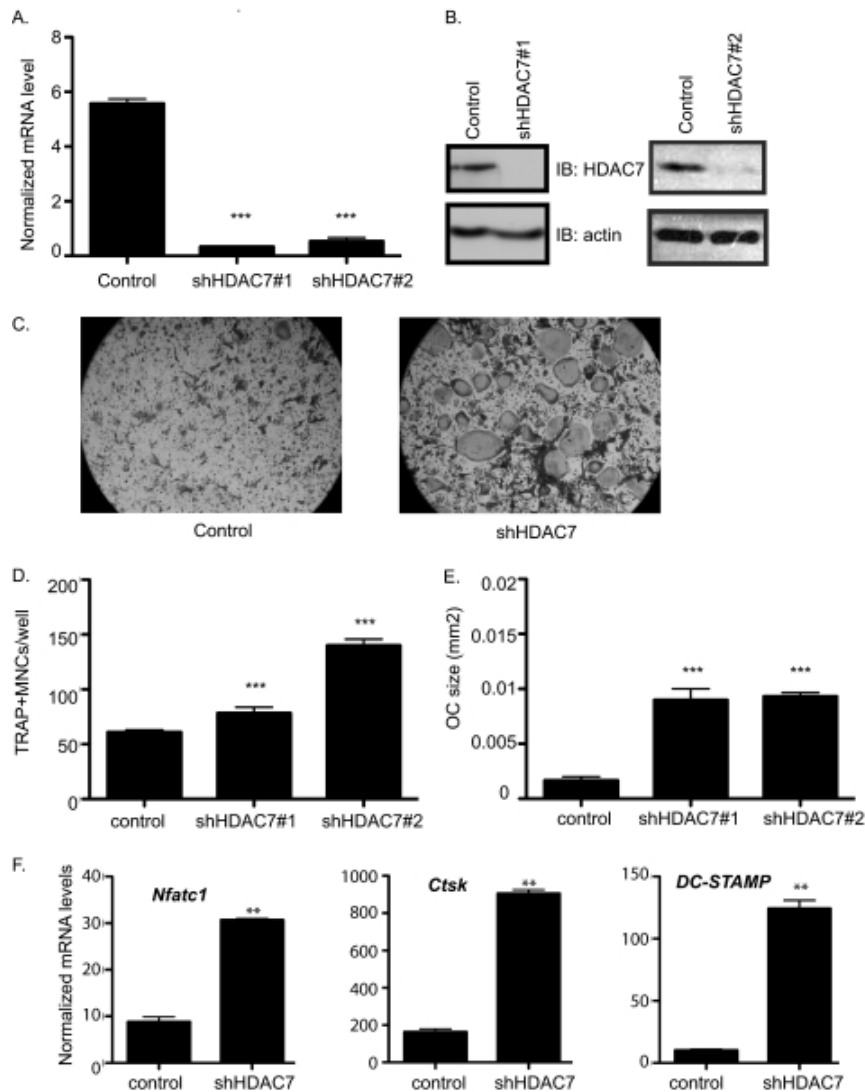 A.
Normalized mRNA level
8
6
4
2
0
***
***
Control
shHDAC7#1
shHDAC7#2
B.
Control
shHDAC7#1
Control
shHDAC7#2
IB: HDAC7
IB: actin
C.
Control
shHDAC7
D.
TRAP+MNCs/well
200
150
100
50
0
***
***
control
shHDAC7#1
shHDAC7#2
E.
OC size (mm2)
0.02
0.015
0.01
0.005
0
***
***
control
shHDAC7#1
shHDAC7#2
F.
Normalized mRNA levels
Nfatc1
40
30
20
10
0
**
control
shHDAC7
Ctsk
1000
800
600
400
200
0
**
control
shHDAC7
DC-STAMP
150
100
50
0
**
control
shHDAC7